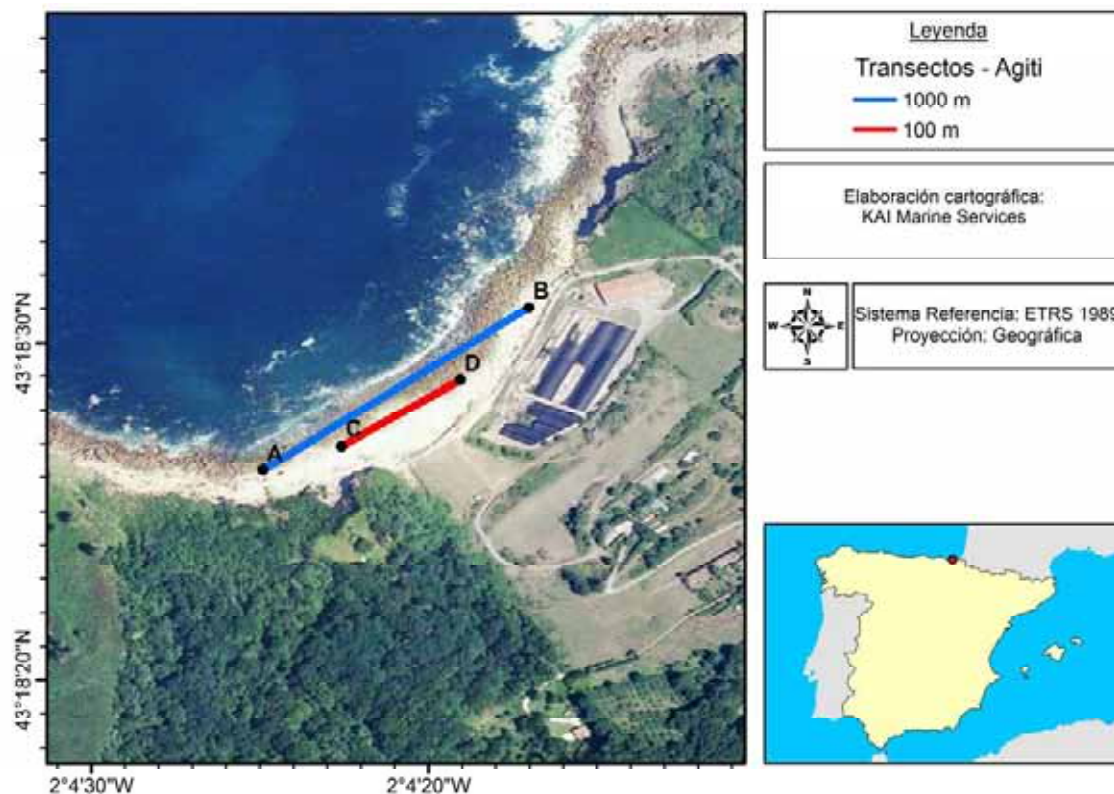 Leyenda
Transectos - Agiti
1000 m
100 m
Elaboración cartográfica:
KAI Marine Services
N
W E
S
Sistema Referencia: ETRS 1989
Proyección: Geográfica
B
D
C
A
43°18'30"N
43°18'20"N
2°4'30"W
2°4'20"W